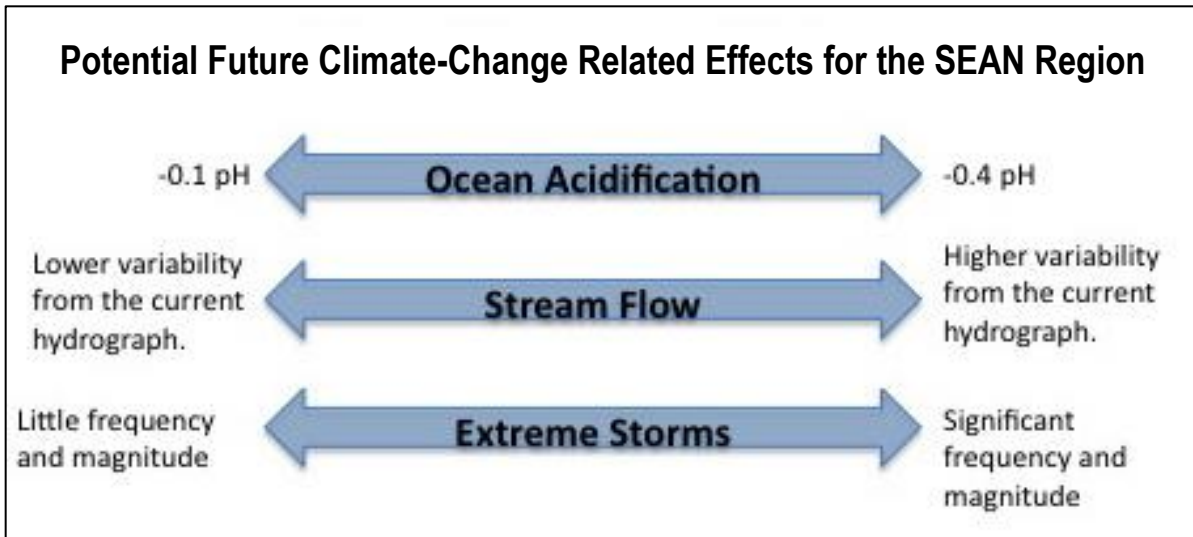 Potential Future Climate-Change Related Effects for the SEAN Region
-0.1 pH
Ocean Acidification
-0.4 pH
Lower variability
from the current
hydrograph.
Stream Flow
Higher variability
from the current
hydrograph.
Little frequency
and magnitude
Extreme Storms
Significant
frequency and
magnitude